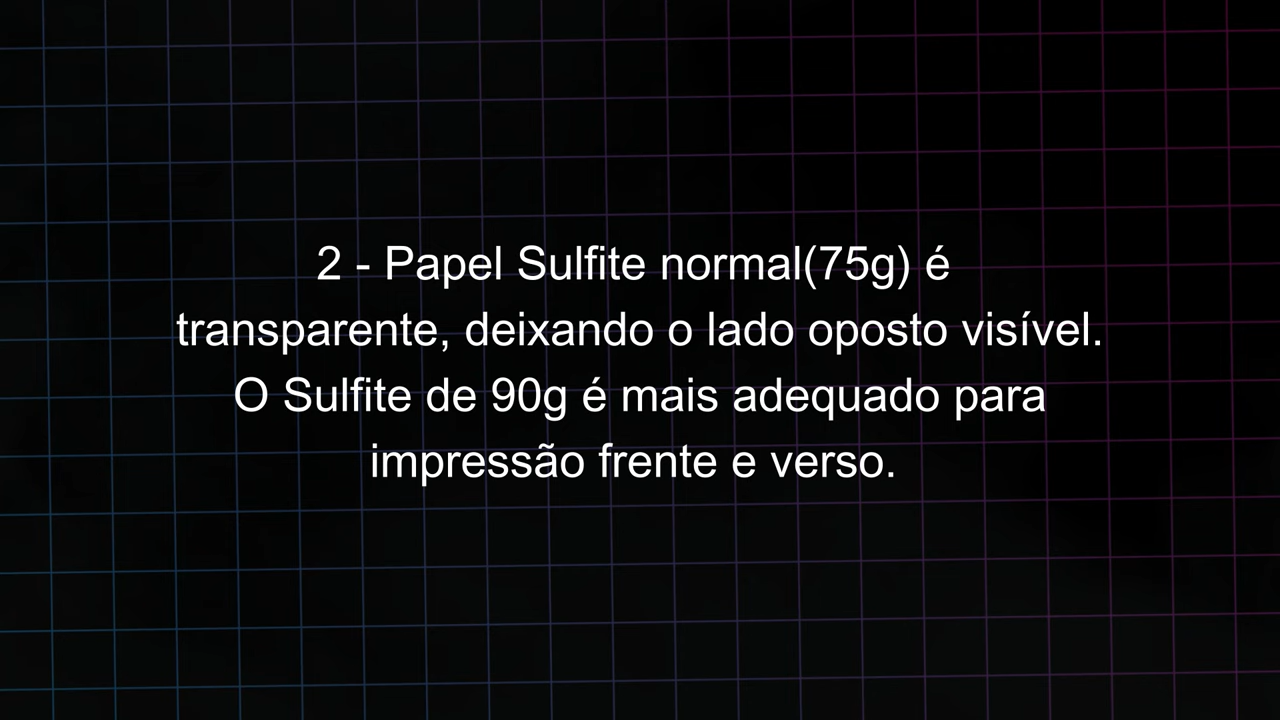 2 - Papel Sulfite normal(75g) é
transparente, deixando o lado oposto visível.
O Sulfite de 90g é mais adequado para
impressão frente e verso.